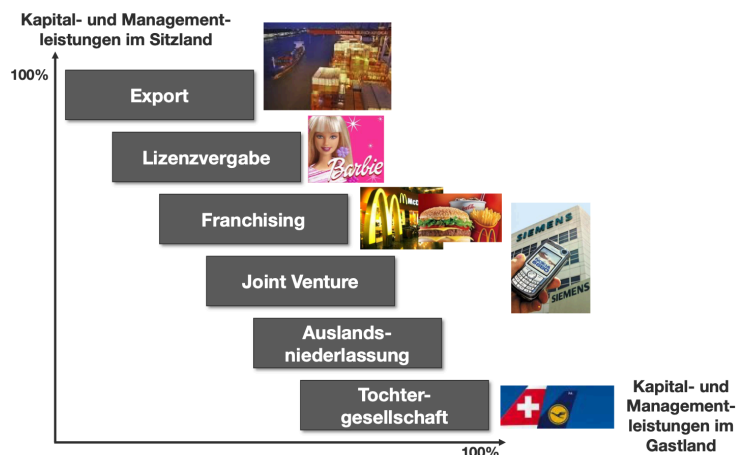 Kapital- und Management-
leistungen im Sitzland
100%
Export
Lizenzvergabe
Barbie
Franchising
SIEMENS
SIEMENS
Joint Venture
Auslands-
niederlassung
Tochter-
gesellschaft
Kapital- und
Management-
leistungen im
Gastland
100%